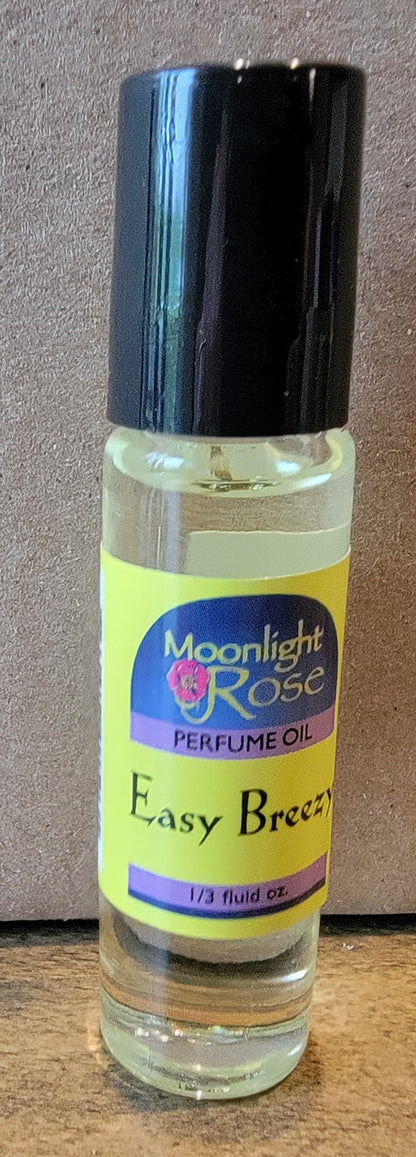 Moonlight
Rose
PERFUME OIL
Easy Breezy
1/3 fluid oz.